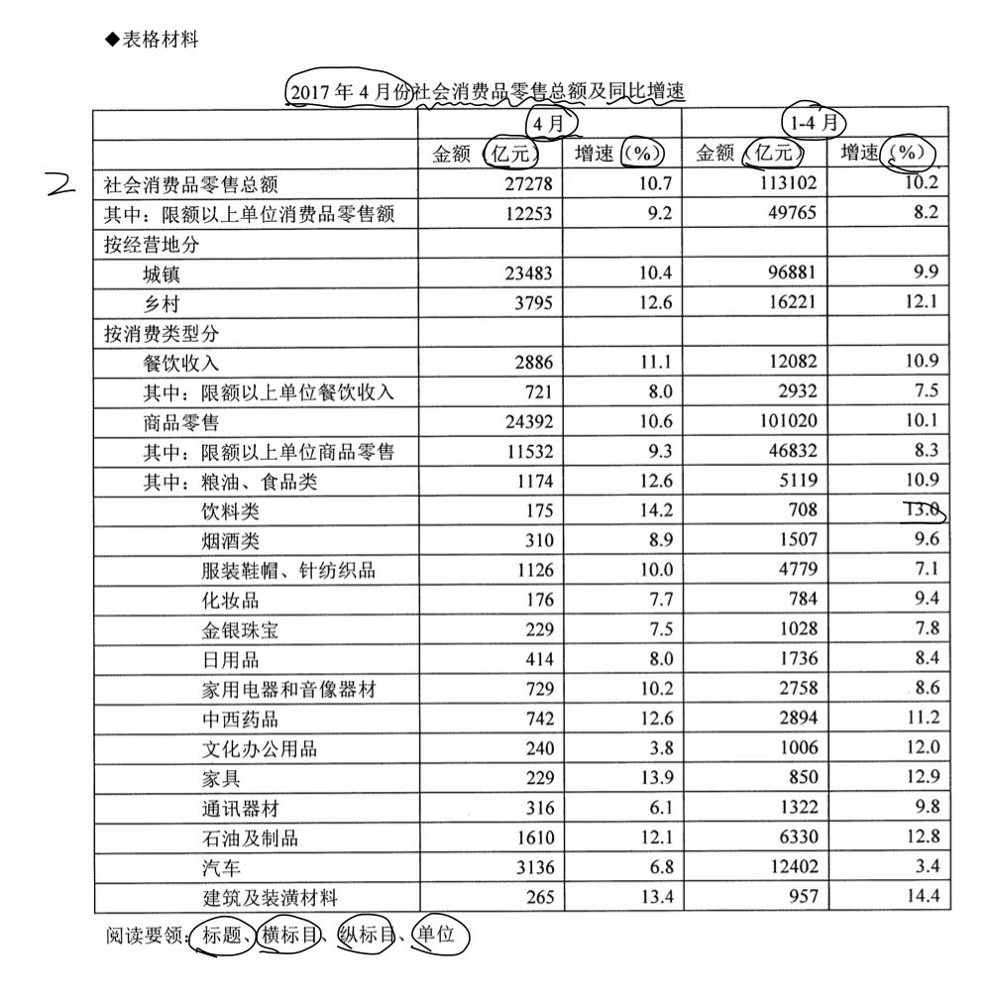 ◆表格材料
2017 年 4 月份社会消费品零售总额及同比增速
4 月 1-4 月
金额（亿元） 增速（%） 金额（亿元） 增速（%）
2 社会消费品零售总额 27278 10.7 113102 10.2
其中：限额以上单位消费品零售额 12253 9.2 49765 8.2
按经营地分
城镇 23483 10.4 96881 9.9
乡村 3795 12.6 16221 12.1
按消费类型分
餐饮收入 2886 11.1 12082 10.9
其中：限额以上单位餐饮收入 721 8.0 2932 7.5
商品零售 24392 10.6 101020 10.1
其中：限额以上单位商品零售 11532 9.3 46832 8.3
其中：粮油、食品类 1174 12.6 5119 10.9
饮料类 175 14.2 708 13.0
烟酒类 310 8.9 1507 9.6
服装鞋帽、针纺织品 1126 10.0 4779 7.1
化妆品 176 7.7 784 9.4
金银珠宝 229 7.5 1028 7.8
日用品 414 8.0 1736 8.4
家用电器和音像器材 729 10.2 2758 8.6
中西药品 742 12.6 2894 11.2
文化办公用品 240 3.8 1006 12.0
家具 229 13.9 850 12.9
通讯器材 316 6.1 1322 9.8
石油及制品 1610 12.1 6330 12.8
汽车 3136 6.8 12402 3.4
建筑及装潢材料 265 13.4 957 14.4
阅读要领：标题、横标目、纵标目、单位